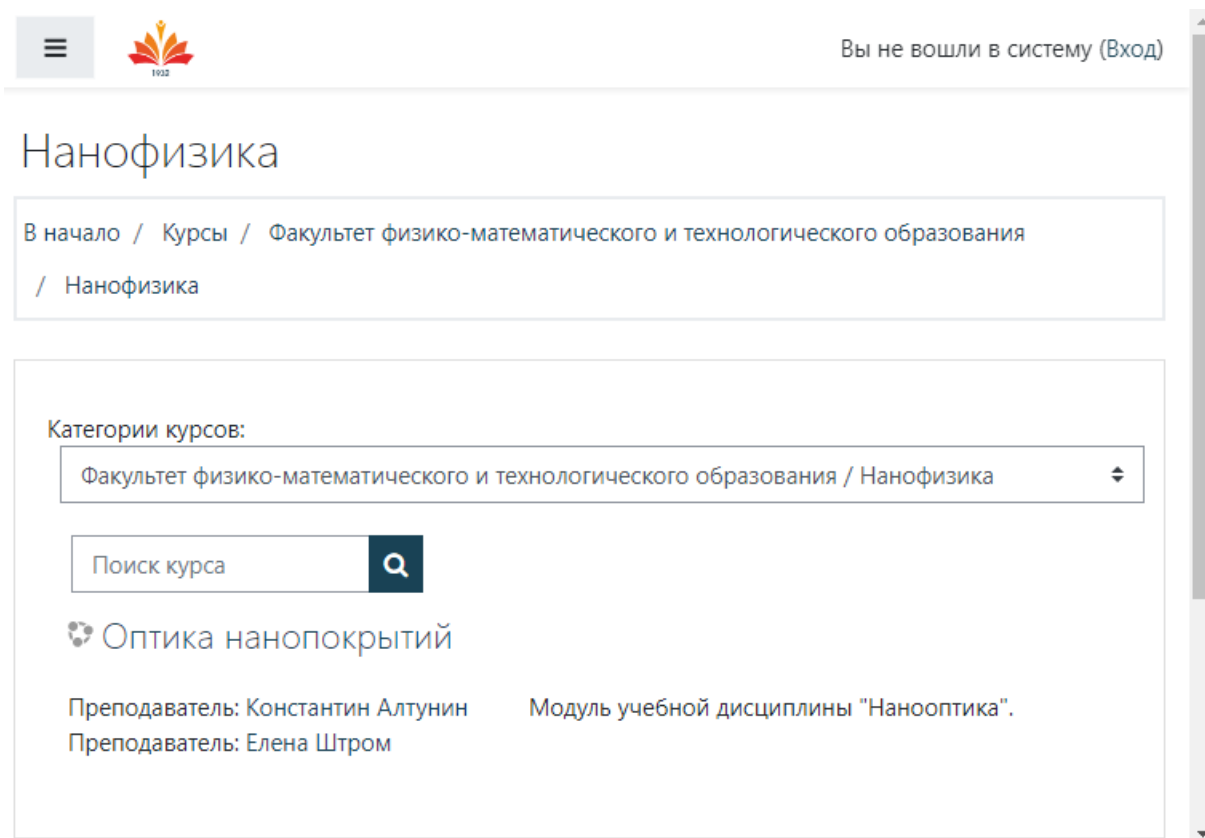 1932
Вы не вошли в систему (Вход)
Нанофизика
В начало / Курсы / Факультет физико-математического и технологического образования
/ Нанофизика
Категории курсов:
Факультет физико-математического и технологического образования / Нанофизика
Поиск курса
Оптика нанопокрытий
Преподаватель: Константин Алтунин Модуль учебной дисциплины "Нанооптика".
Преподаватель: Елена Штром